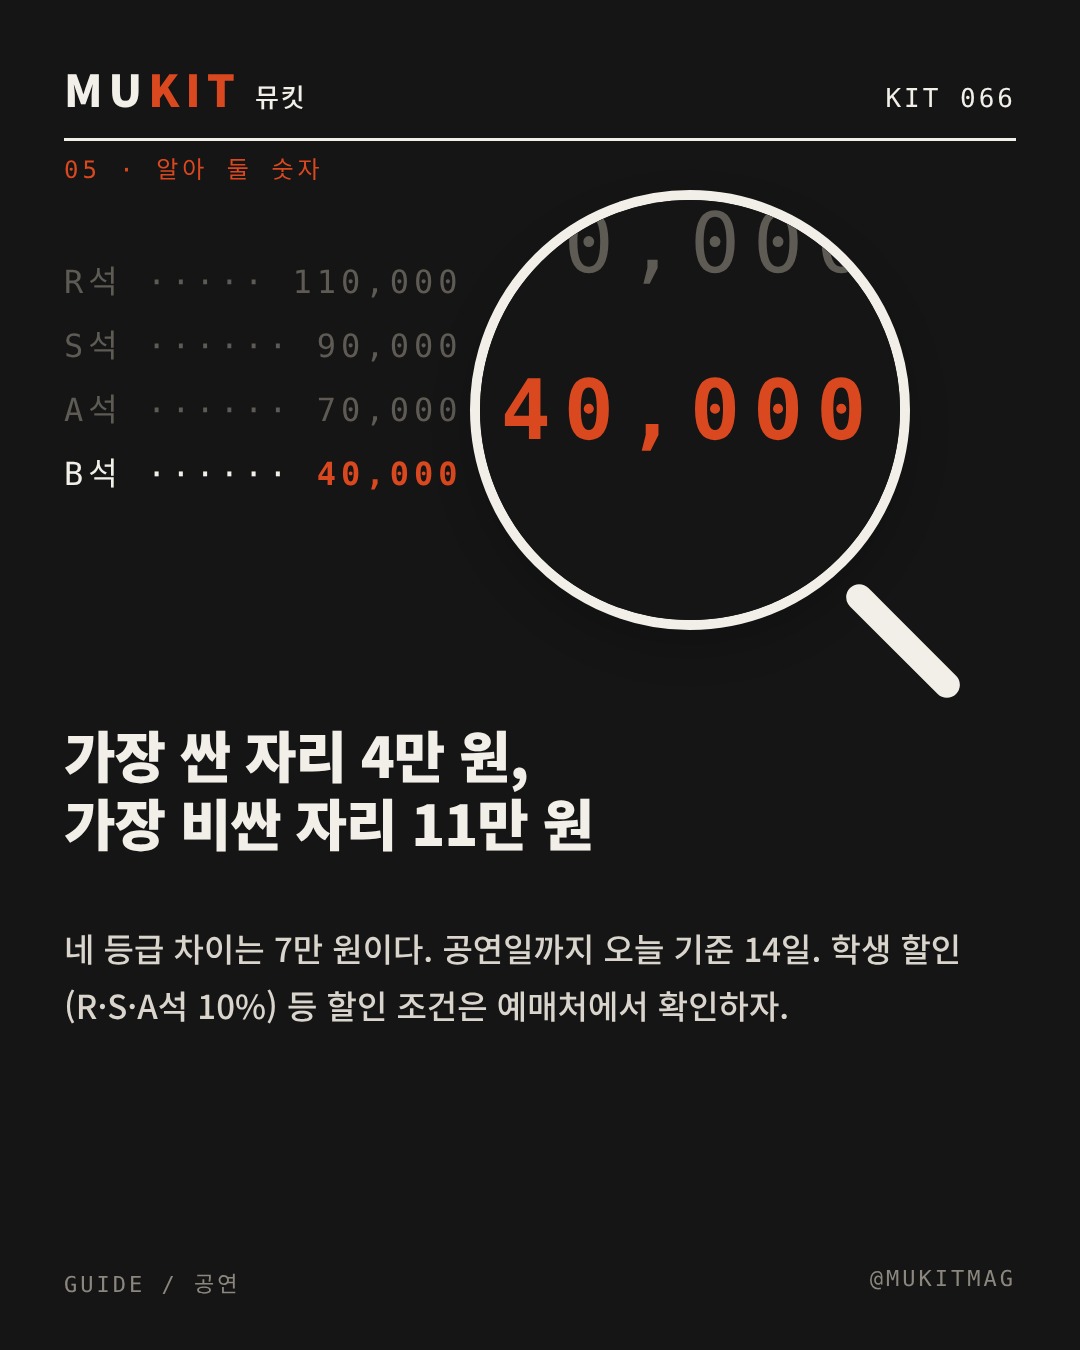 MUKIT 뮤킷
KIT 066
05 · 알아 둘 숫자
R석 ····· 110,000
S석 ······ 90,000
A석 ······ 70,000
B석 ······ 40,000
0,000
40,000
가장 싼 자리 4만 원,
가장 비싼 자리 11만 원
네 등급 차이는 7만 원이다. 공연일까지 오늘 기준 14일. 학생 할인
(R·S·A석 10%) 등 할인 조건은 예매처에서 확인하자.
GUIDE / 공연
@MUKITMAG